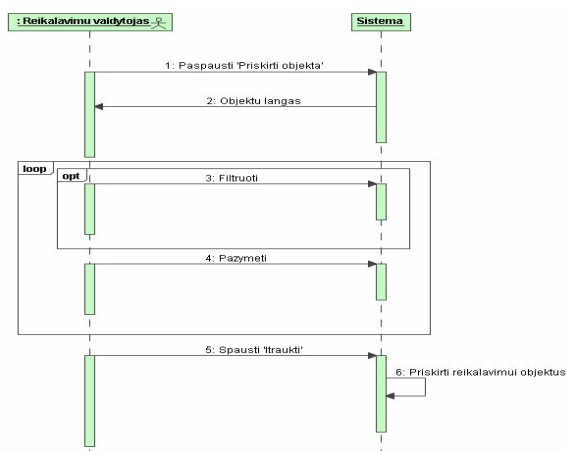 : Reikalavimu valdytojas
Sistema
1: Paspausti 'Priskirti objekta'
2: Objektu langas
loop
opt
3: Filtruoti
4: Pazymeti
5: Spausti 'Itraukti'
6: Priskirti reikalavimui objektus